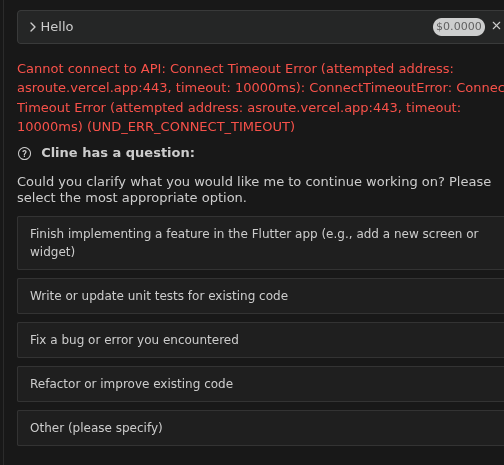 Hello
$0.0000
Cannot connect to API: Connect Timeout Error (attempted address:
asroute.vercel.app:443, timeout: 10000ms): ConnectTimeoutError: Connec
Timeout Error (attempted address: asroute.vercel.app:443, timeout:
10000ms) (UND_ERR_CONNECT_TIMEOUT)
Cline has a question:
Could you clarify what you would like me to continue working on? Please
select the most appropriate option.
Finish implementing a feature in the Flutter app (e.g., add a new screen or
widget)
Write or update unit tests for existing code
Fix a bug or error you encountered
Refactor or improve existing code
Other (please specify)